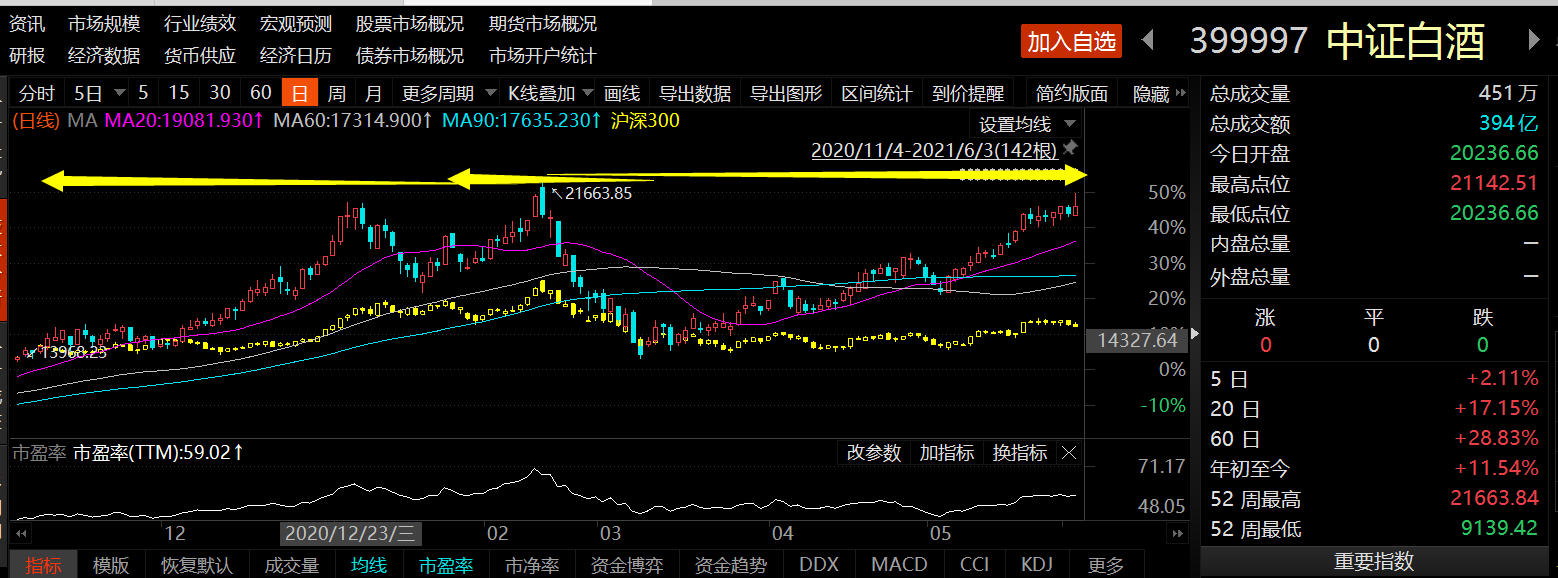 资讯 市场规模 行业绩效 宏观预测 股票市场概况 期货市场概况
研报 经济数据 货币供应 经济日历 债券市场概况 市场开户统计
加入自选 399997 中证白酒
分时 5日 5 15 30 60 日 周 月 更多周期 K线叠加 画线 导出数据 导出图形 区间统计 到价提醒 简约版面 隐藏
(日线) MA MA20:19081.930↑ MA60:17314.900↑ MA90:17635.230↑ 沪深300
设置均线
2020/11/4-2021/6/3(142根)
21663.85
13968.23
50%
40%
30%
20%
14327.64
0%
-10%
市盈率 市盈率(TTM):59.02↑
改参数 加指标 换指标
71.17
48.05
12 2020/12/23/三 02 03 04 05
指标 模版 恢复默认 成交量 均线 市盈率 市净率 资金博弈 资金趋势 DDX MACD CCI KDJ 更多
总成交量 451万
总成交额 394亿
今日开盘 20236.66
最高点位 21142.51
最低点位 20236.66
内盘总量 —
外盘总量 —
涨 平 跌
0 0 0
5 日 +2.11%
20 日 +17.15%
60 日 +28.83%
年初至今 +11.54%
52 周最高 21663.84
52 周最低 9139.42
重要指数